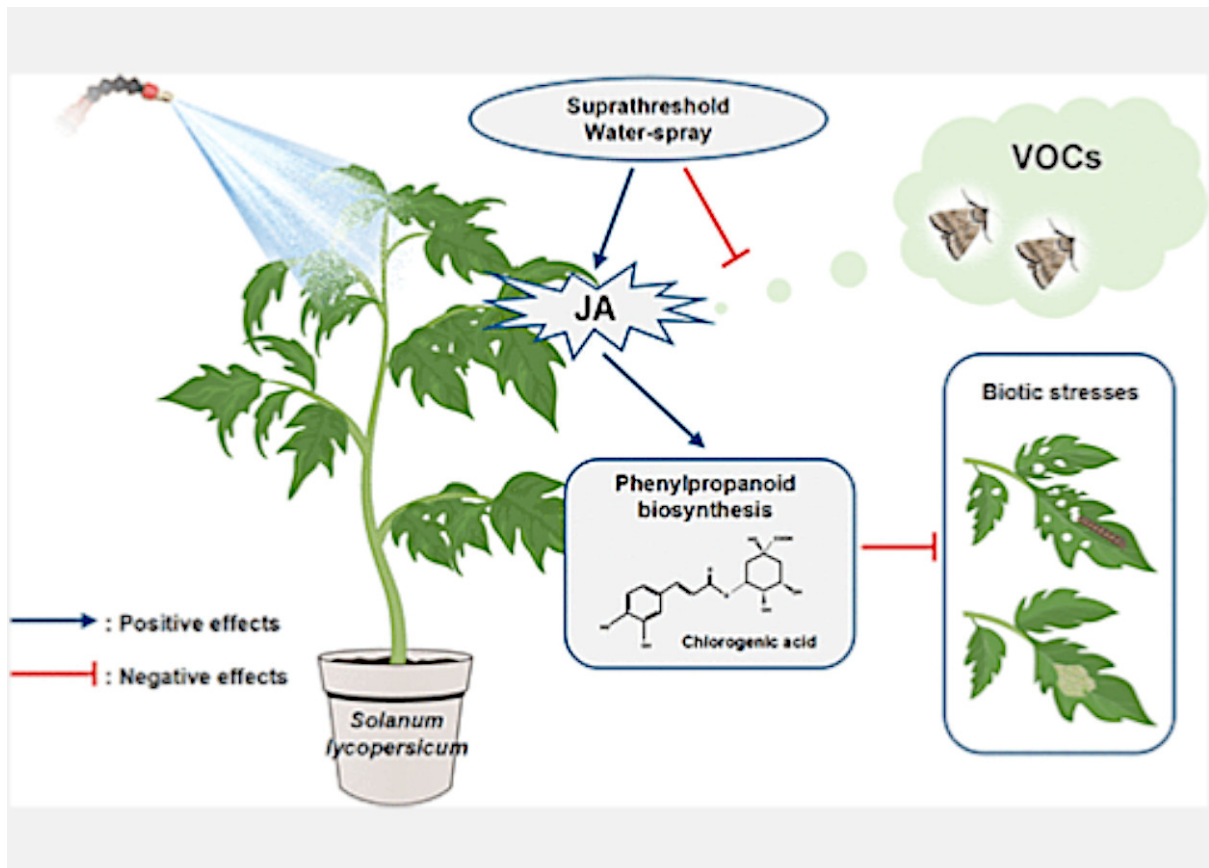 Suprathreshold
Water-spray
VOCs
JA
Biotic stresses
Phenylpropanoid
biosynthesis
Chlorogenic acid
: Positive effects
: Negative effects
Solanum
lycopersicum